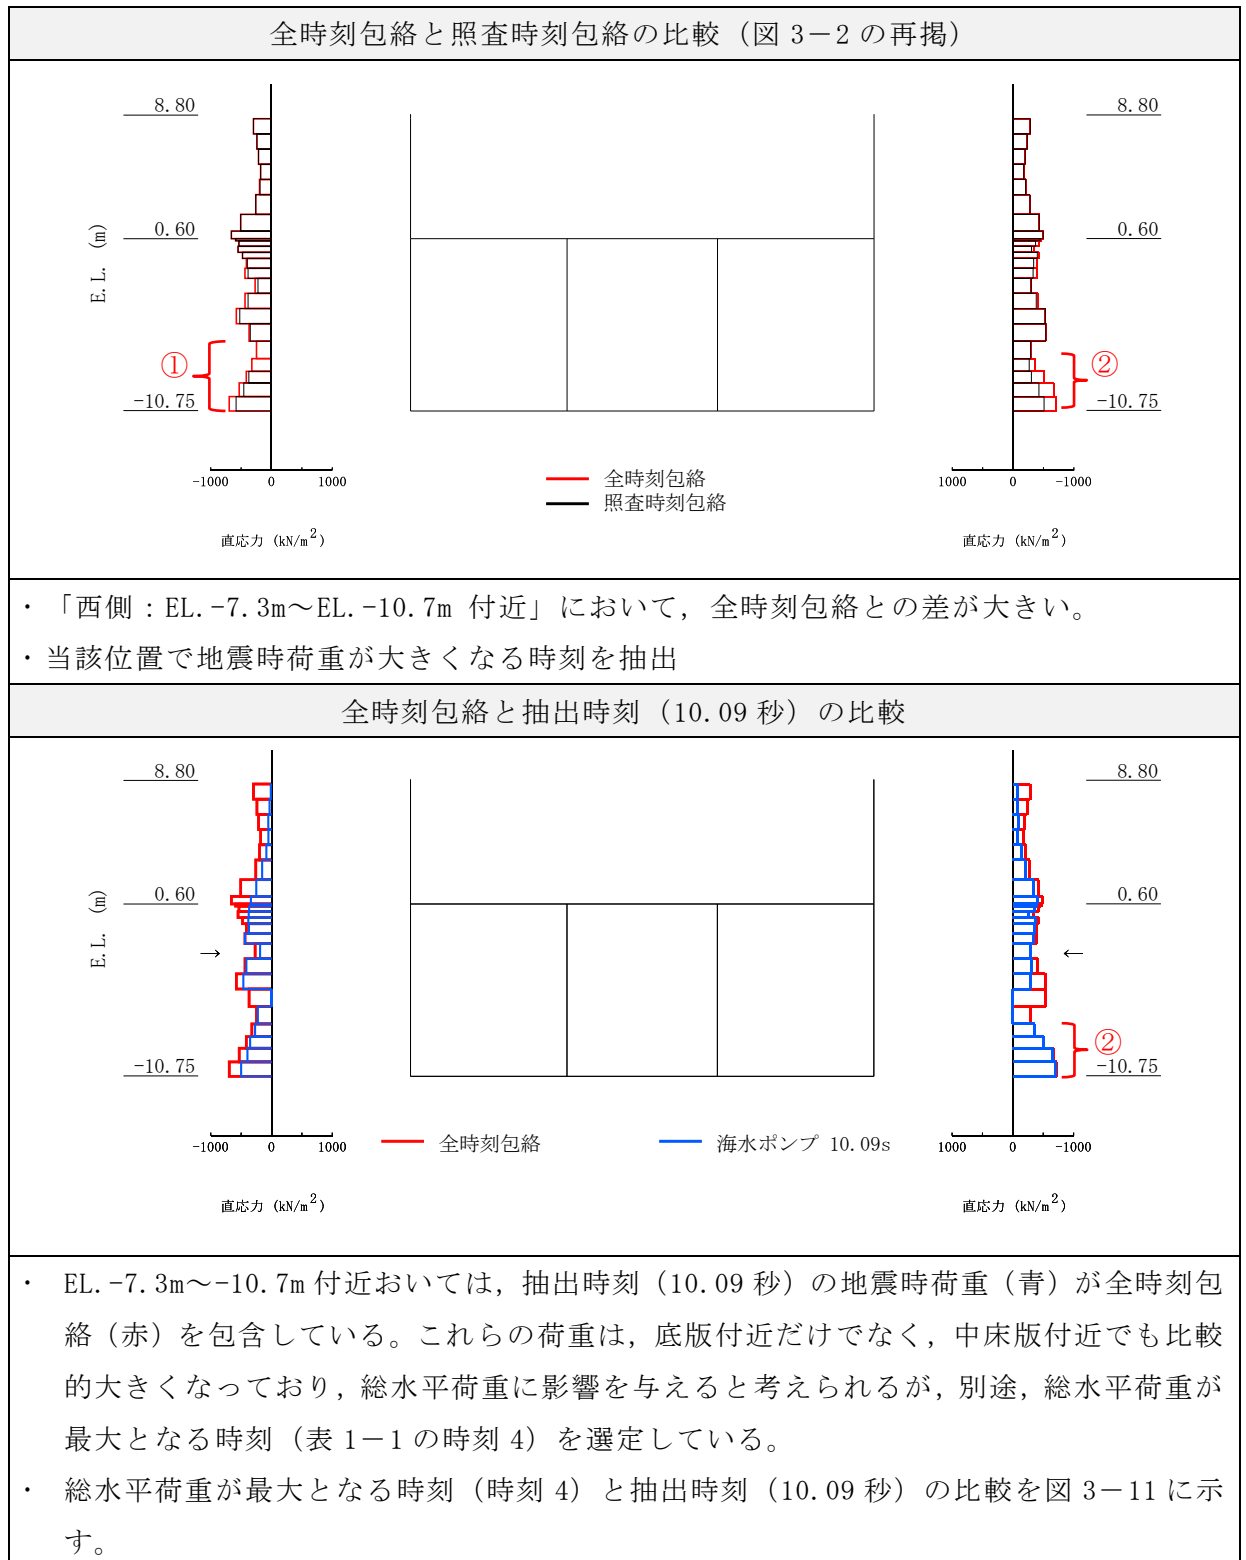 全時刻包絡と照査時刻包絡の比較（図 3－2 の再掲）
8.80
8.80
0.60
0.60
E.L. (m)
①
②
-10.75
-10.75
-1000 0 1000
1000 0 -1000
全時刻包絡
照査時刻包絡
直応力 (kN/m²)
直応力 (kN/m²)
・「西側：EL.-7.3m～EL.-10.7m 付近」において，全時刻包絡との差が大きい。
・当該位置で地震時荷重が大きくなる時刻を抽出
全時刻包絡と抽出時刻（10.09 秒）の比較
8.80
8.80
0.60
0.60
E.L. (m)
→
←
②
-10.75
-10.75
-1000 0 1000
全時刻包絡
海水ポンプ 10.09s
1000 0 -1000
直応力 (kN/m²)
直応力 (kN/m²)
・ EL.-7.3m～-10.7m 付近おいては，抽出時刻（10.09 秒）の地震時荷重（青）が全時刻包
絡（赤）を包含している。これらの荷重は，底版付近だけでなく，中床版付近でも比較
的大きくなっており，総水平荷重に影響を与えると考えられるが，別途，総水平荷重が
最大となる時刻（表 1－1 の時刻 4）を選定している。
・ 総水平荷重が最大となる時刻（時刻 4）と抽出時刻（10.09 秒）の比較を図 3－11 に示
す。